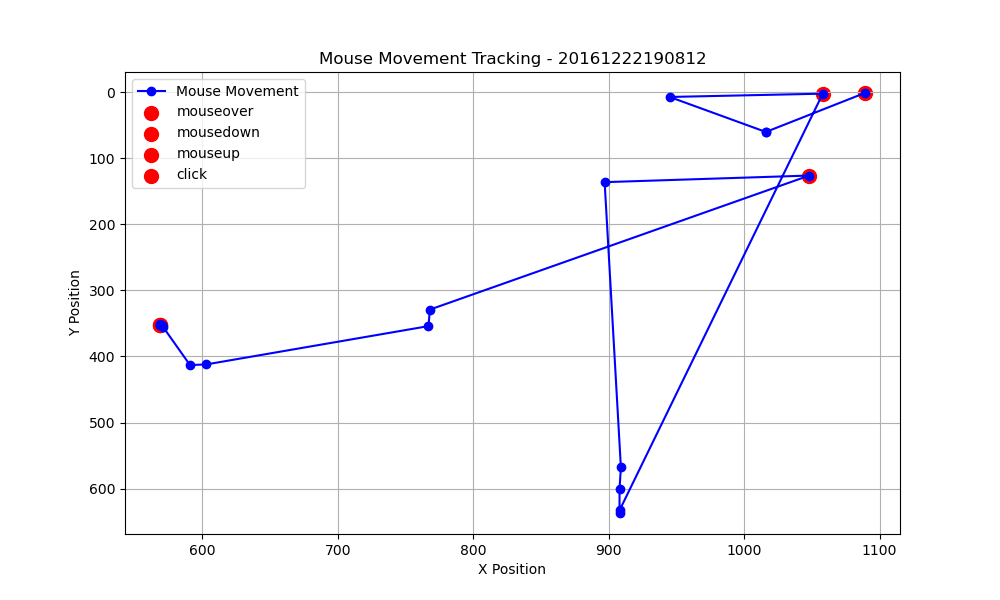 Mouse Movement Tracking - 20161222190812
Mouse Movement
mouseover
mousedown
mouseup
click
0
100
200
300
400
500
600
Y Position
600
700
800
900
1000
1100
X Position